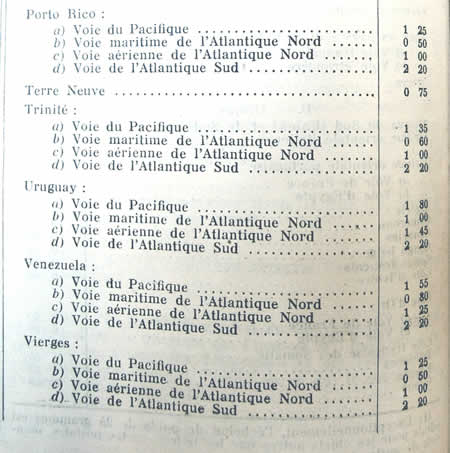 Porto Rico :
a) Voie du Pacifique .......................... 1 25
b) Voie maritime de l'Atlantique Nord ....... 0 50
c) Voie aérienne de l'Atlantique Nord ........ 1 00
d) Voie de l'Atlantique Sud .................. 2 20
Terre Neuve ................................... 0 75
Trinité :
a) Voie du Pacifique .......................... 1 35
b) Voie maritime de l'Atlantique Nord ....... 0 60
c) Voie aérienne de l'Atlantique Nord ........ 1 00
d) Voie de l'Atlantique Sud .................. 2 20
Uruguay :
a) Voie du Pacifique .......................... 1 80
b) Voie maritime de l'Atlantique Nord ....... 1 00
c) Voie aérienne de l'Atlantique Nord ........ 1 45
d) Voie de l'Atlantique Sud .................. 2 20
Venezuela :
a) Voie du Pacifique .......................... 1 55
b) Voie maritime de l'Atlantique Nord ....... 0 80
c) Voie aérienne de l'Atlantique Nord ........ 1 25
d) Voie de l'Atlantique Sud .................. 2 20
Vierges :
a) Voie du Pacifique .......................... 1 25
b) Voie maritime de l'Atlantique Nord ....... 0 50
c) Voie aérienne de l'Atlantique Nord ........ 1 00
d) Voie de l'Atlantique Sud .................. 2 20